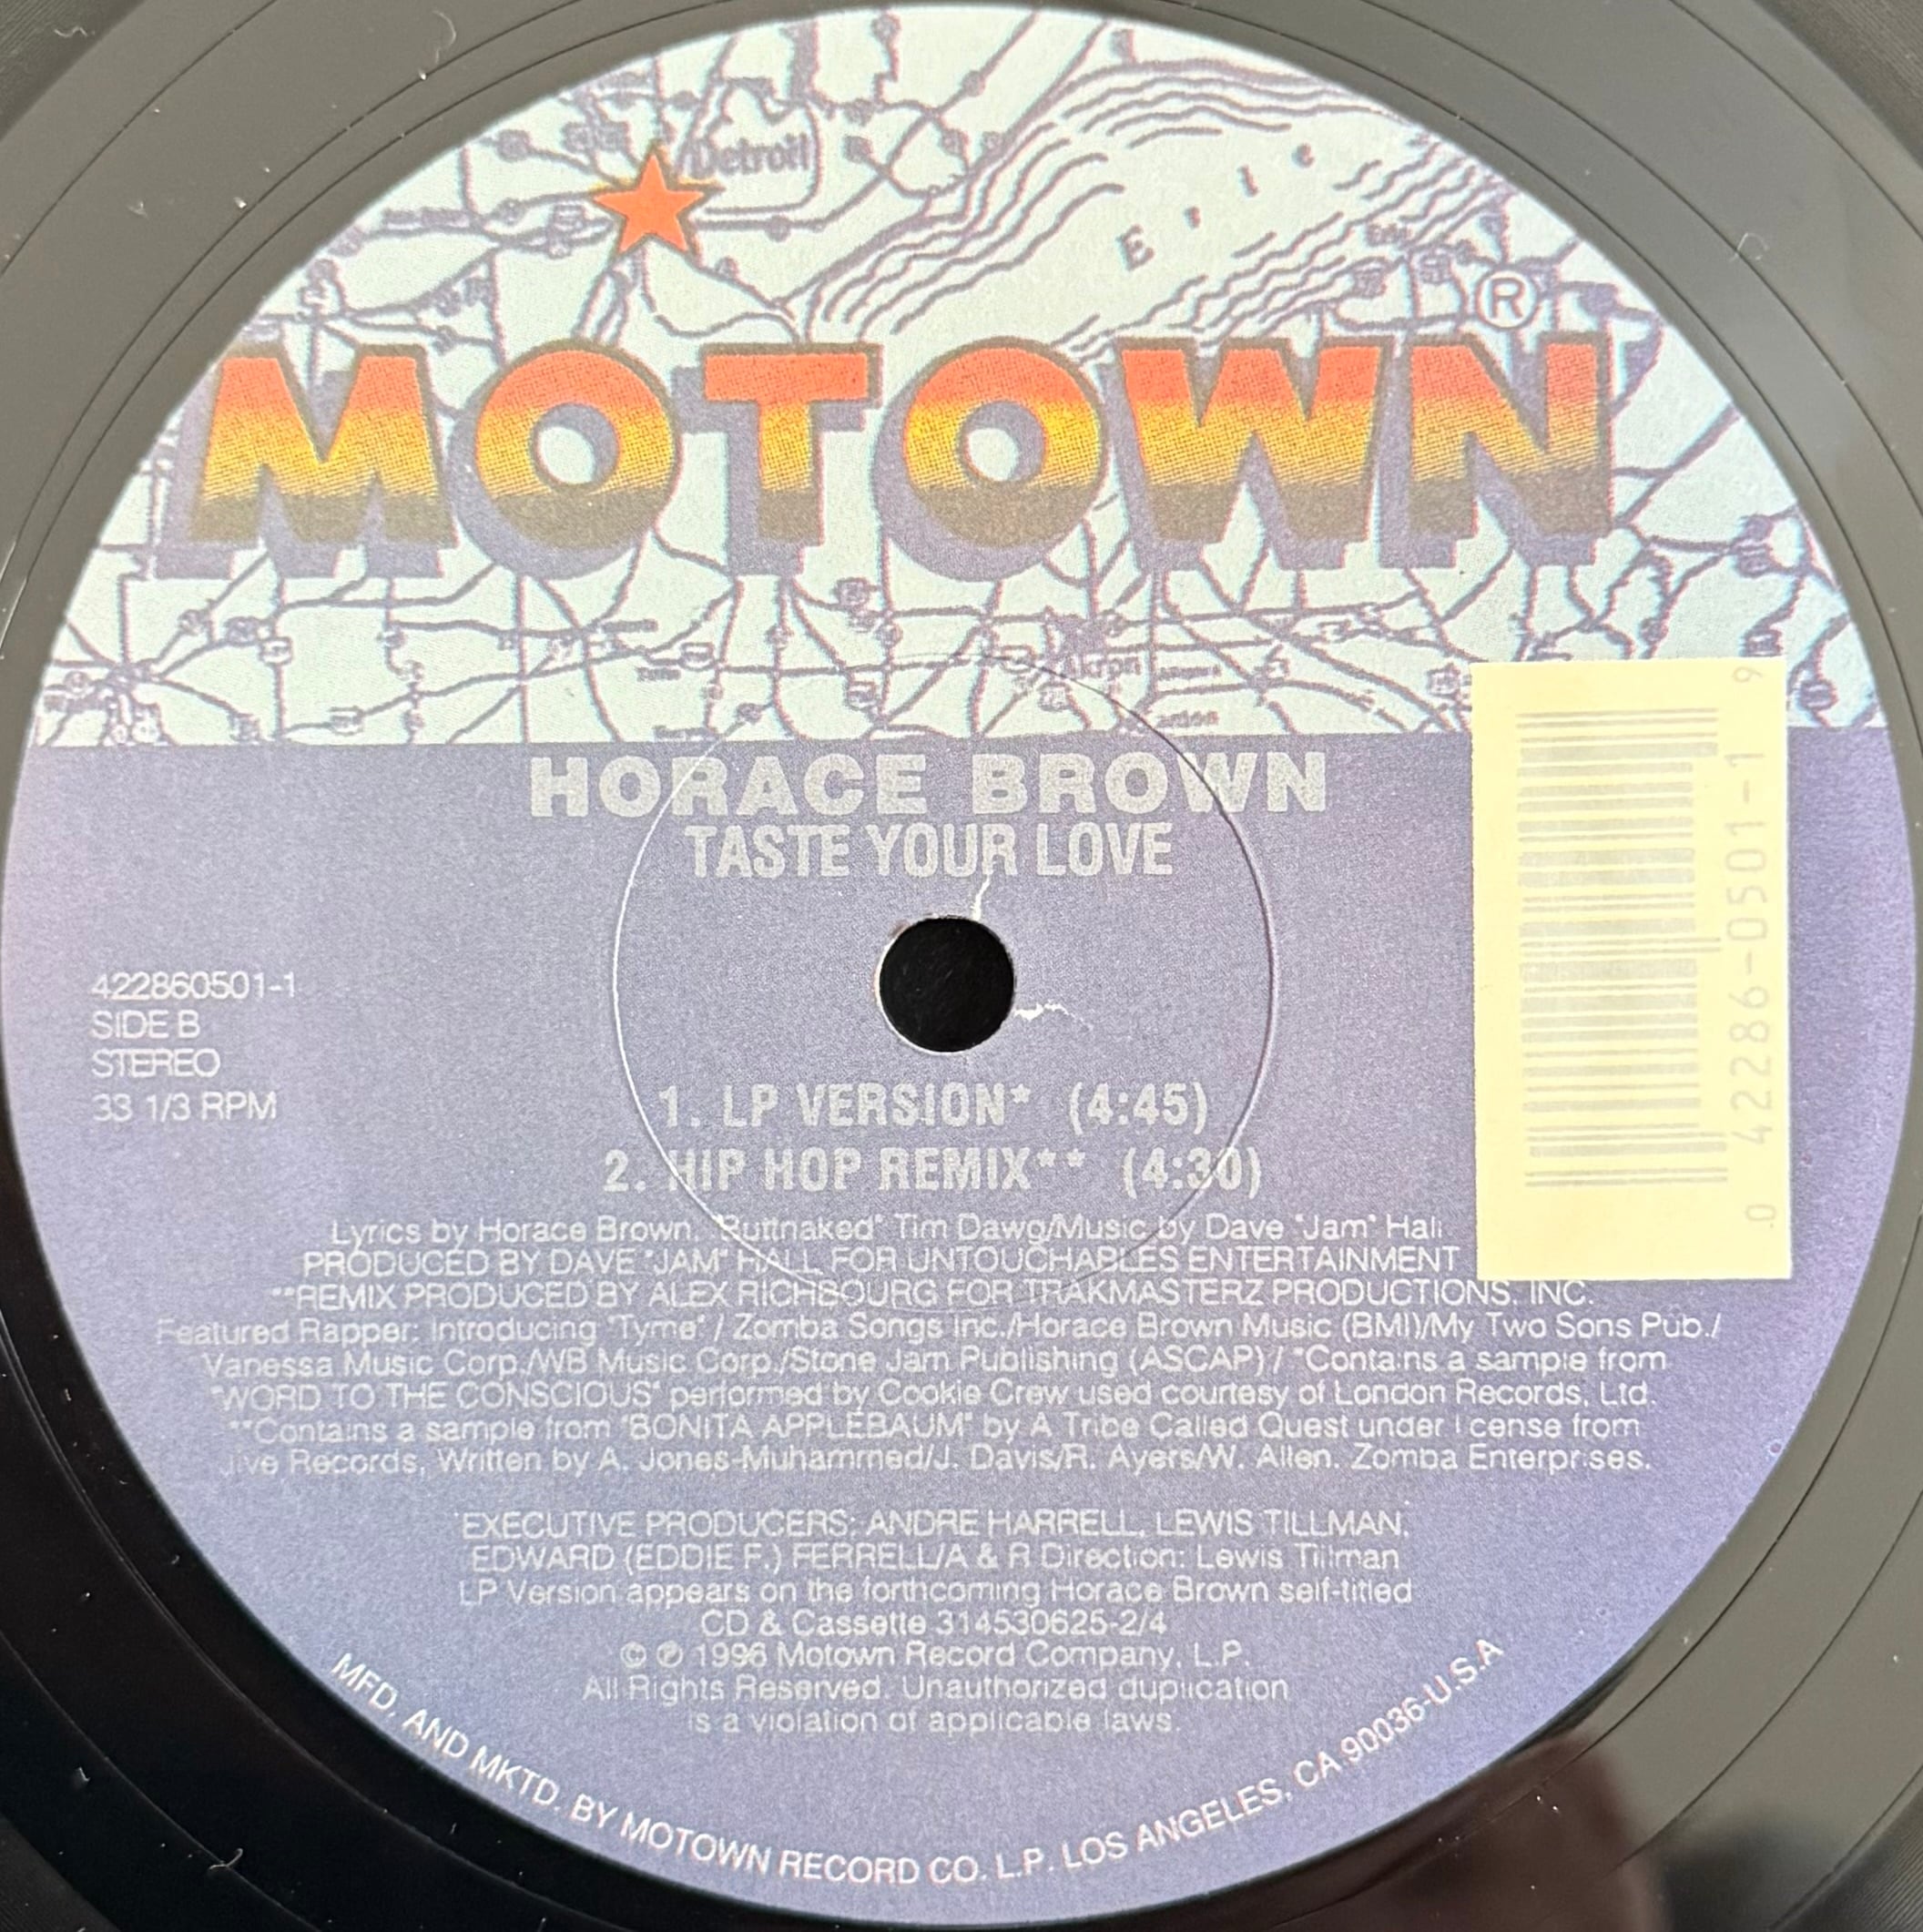 Detroit
Erie
®
MOTOWN
Akron
HORACE BROWN
TASTE YOUR LOVE
422860501-1
SIDE B
STEREO
33 1/3 RPM
0 42286-0501-1 9
1. LP VERSION* (4:45)
2. HIP HOP REMIX** (4:30)
Lyrics by Horace Brown, "Buttnaked" Tim Dawg/Music by Dave "Jam" Hall
PRODUCED BY DAVE "JAM" HALL FOR UNTOUCHABLES ENTERTAINMENT
**REMIX PRODUCED BY ALEX RICHBOURG FOR TRAKMASTERZ PRODUCTIONS, INC.
Featured Rapper: Introducing "Tyme" / Zomba Songs Inc./Horace Brown Music (BMI)/My Two Sons Pub./
Vanessa Music Corp./WB Music Corp./Stone Jam Publishing (ASCAP) / *Contains a sample from
"WORD TO THE CONSCIOUS" performed by Cookie Crew used courtesy of London Records, Ltd.
**Contains a sample from "BONITA APPLEBAUM" by A Tribe Called Quest under license from
Jive Records, Written by A. Jones-Muhammed/J. Davis/R. Ayers/W. Allen. Zomba Enterprises.
EXECUTIVE PRODUCERS: ANDRE HARRELL, LEWIS TILLMAN,
EDWARD (EDDIE F.) FERRELL/A & R Direction: Lewis Tillman
LP Version appears on the forthcoming Horace Brown self-titled
CD & Cassette 314530625-2/4
© ℗ 1996 Motown Record Company, L.P.
All Rights Reserved. Unauthorized duplication
is a violation of applicable laws.
MFD. AND MKTD. BY MOTOWN RECORD CO. L.P. LOS ANGELES, CA 90036-U.S.A